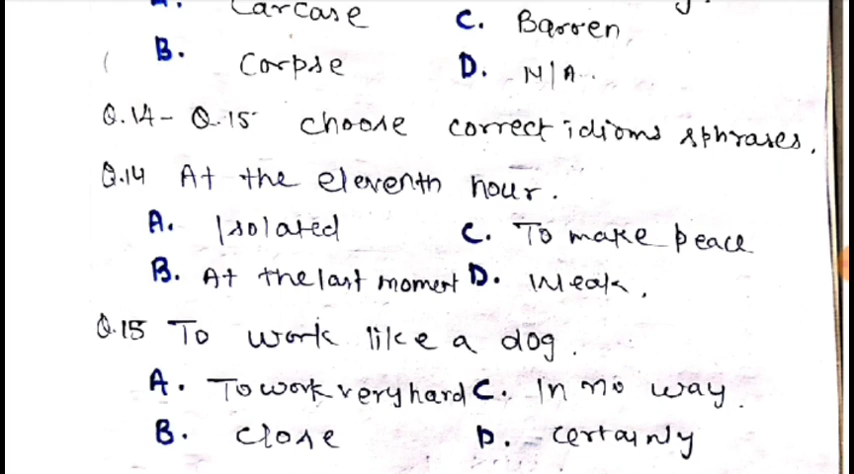 A. Carcase C. Barren,
B. Corpse D. N/A..
Q.14- Q.15 choose correct idioms & phrases.
Q.14 At the eleventh hour.
A. Isolated C. To make peace
B. At the last moment D. Weak.
Q.15 To work like a dog.
A. To work very hard C. In no way.
B. Close D. certainly